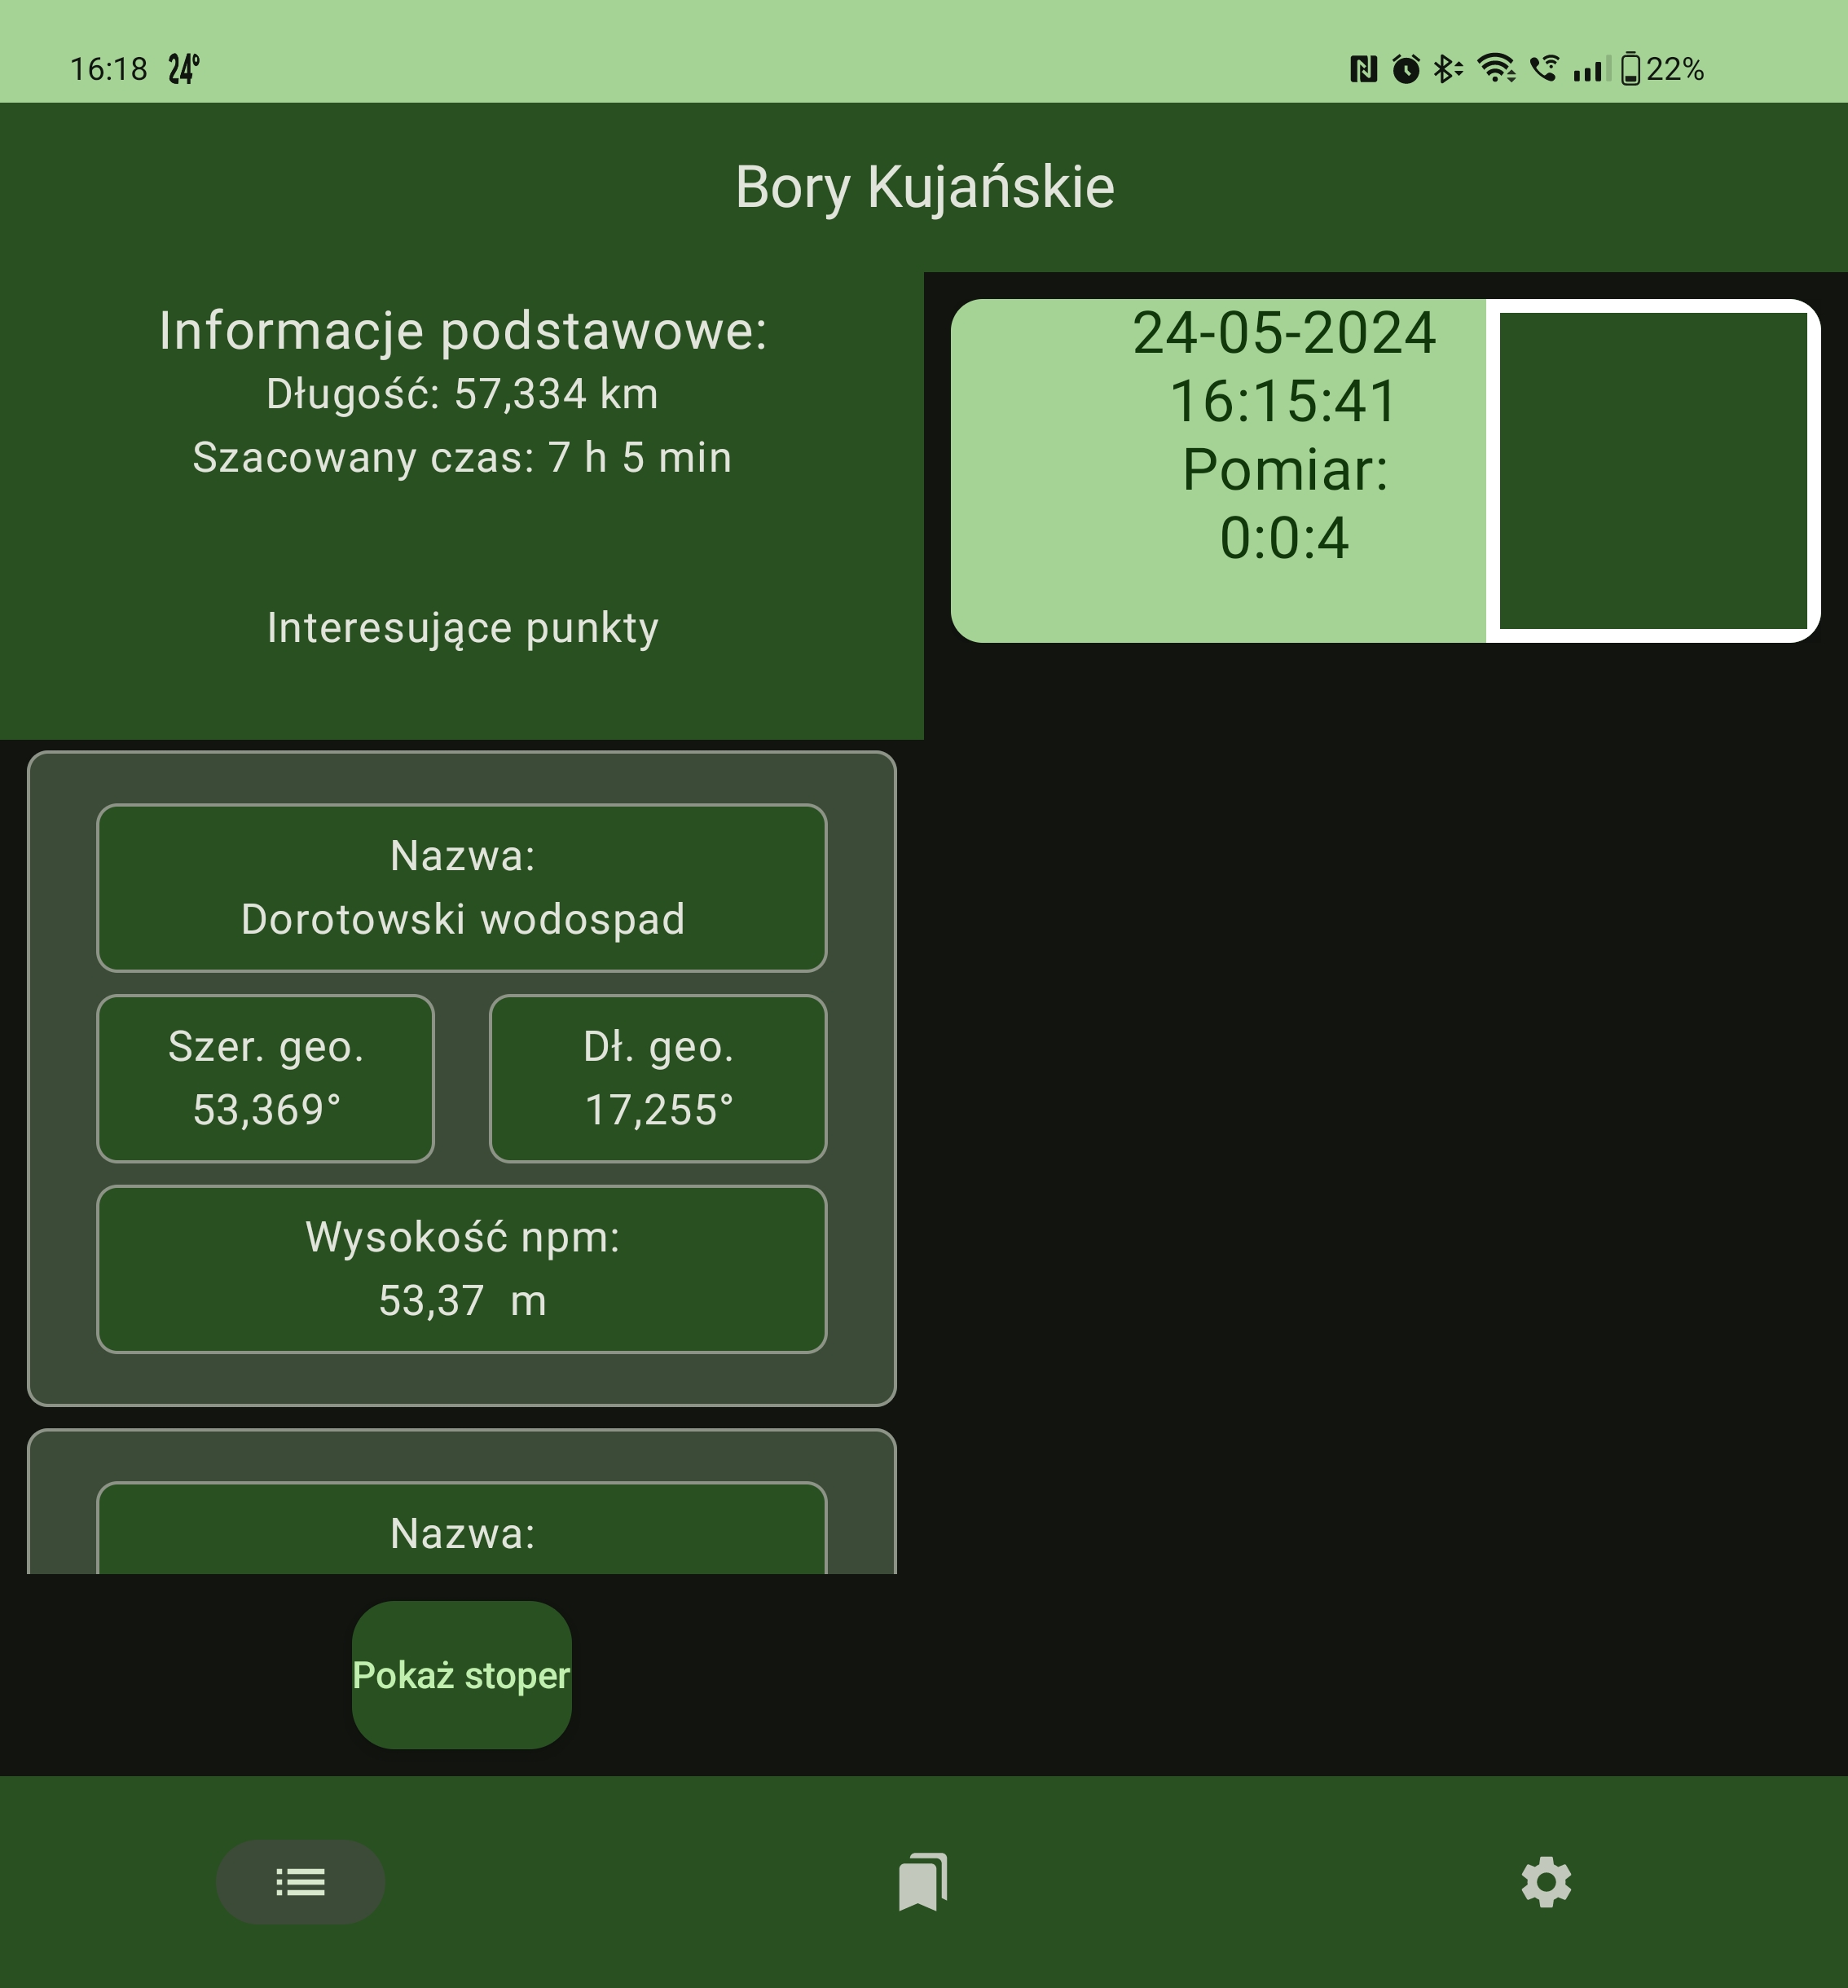 16:18 24°
22%
Bory Kujańskie
Informacje podstawowe:
Długość: 57,334 km
Szacowany czas: 7 h 5 min
Interesujące punkty
24-05-2024
16:15:41
Pomiar:
0:0:4
Nazwa:
Dorotowski wodospad
Szer. geo.
53,369°
Dł. geo.
17,255°
Wysokość npm:
53,37 m
Nazwa:
Pokaż stoper